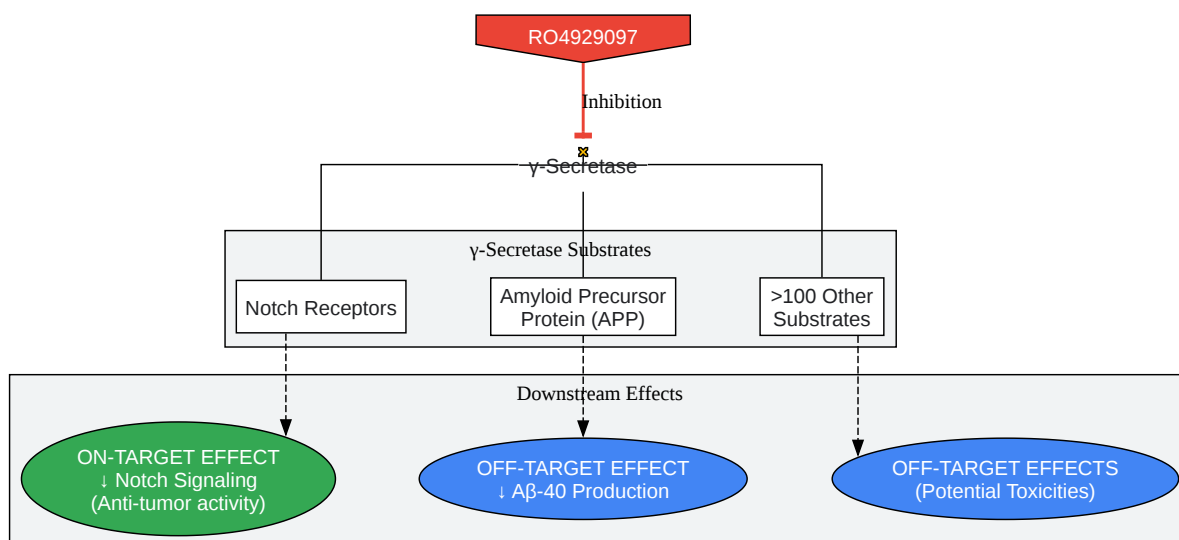 RO4929097
Inhibition
γ-Secretase
γ-Secretase Substrates
Notch Receptors
Amyloid Precursor
Protein (APP)
>100 Other
Substrates
Downstream Effects
ON-TARGET EFFECT
↓ Notch Signaling
(Anti-tumor activity)
OFF-TARGET EFFECT
↓ Aβ-40 Production
OFF-TARGET EFFECTS
(Potential Toxicities)